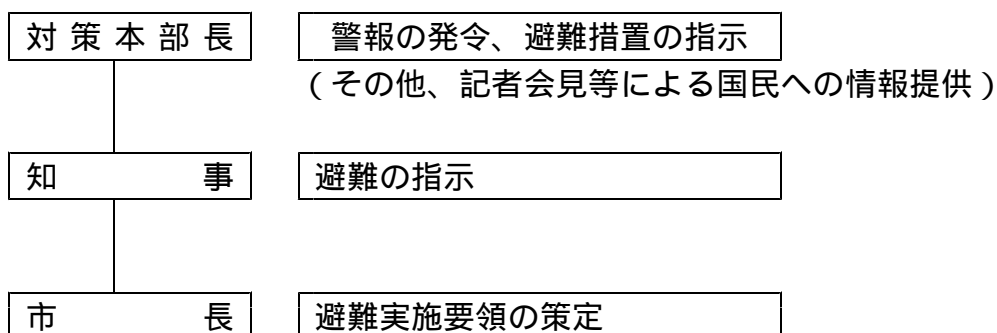 対策本部長 警報の発令、避難措置の指示
（その他、記者会見等による国民への情報提供）
知事 避難の指示
市長 避難実施要領の策定